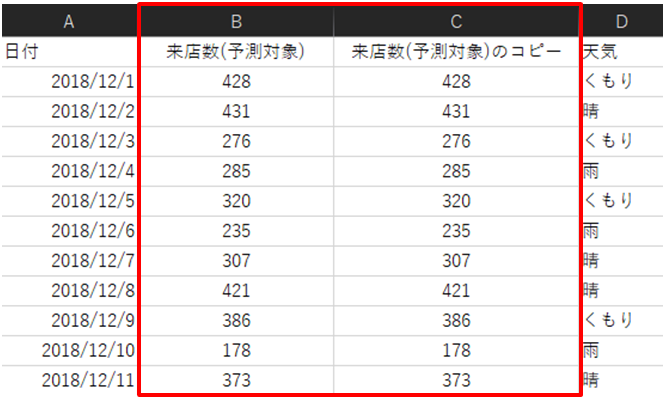 A B C D
日付 来店数(予測対象) 来店数(予測対象)のコピー 天気
2018/12/1 428 428 くもり
2018/12/2 431 431 晴
2018/12/3 276 276 くもり
2018/12/4 285 285 雨
2018/12/5 320 320 くもり
2018/12/6 235 235 雨
2018/12/7 307 307 晴
2018/12/8 421 421 晴
2018/12/9 386 386 くもり
2018/12/10 178 178 雨
2018/12/11 373 373 晴